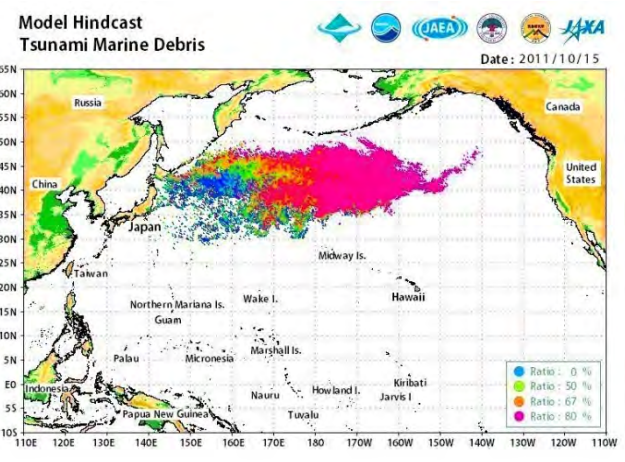 Model Hindcast
Tsunami Marine Debris
JAEA
JAXA
Date : 2011/10/15
65N
60N
55N
50N
45N
40N
35N
30N
25N
20N
15N
10N
5N
E0
5S
10S
Russia
Canada
China
United
States
Japan
Midway Is.
Taiwan
Hawaii
Northern Mariana Is.
Wake I.
Guam
Marshall Is.
Palau
Micronesia
Indonesia
Nauru
Howland I.
Kiribati
Jarvis I
Papua New Guinea
Tuvalu
Ratio : 0 %
Ratio : 50 %
Ratio : 67 %
Ratio : 80 %
110E 120E 130E 140E 150E 160E 170E 180 170W 160W 150W 140W 130W 120W 110W